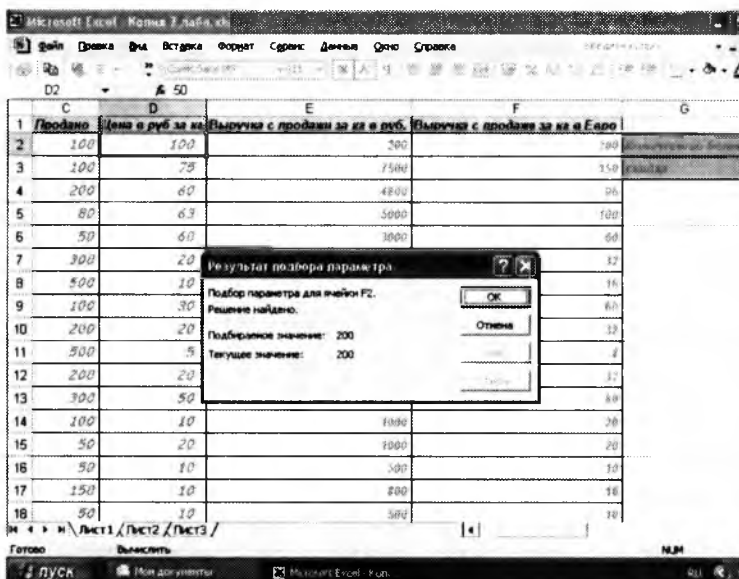 Microsoft Excel - Копия 7 лаба.xls
Файл Правка Вид Вставка Формат Сервис Данные Окно Справка
D2 50
C D E F G
1 Продано Цена в руб за кг Выручка с продажи за кг в руб. Выручка с продажи за кг в Евро
2 100 100 200
3 100 75 7500 150
4 200 60 4800 96
5 80 63 5000 100
6 50 60 3000 60
7 300 20 32
8 500 10 16
9 100 30 60
10 200 20 32
11 500 5
12 200 20 32
13 300 50 80
14 100 10 1000 20
15 50 20 1000 20
16 50 10 500 10
17 150 10 800 16
18 50 10 500 10
Результат подбора параметра
Подбор параметра для ячейки F2.
Решение найдено.
Подбираемое значение: 200
Текущее значение: 200
OK
Отмена
Лист1 Лист2 Лист3
Готово Вычислить NUM
пуск Мои документы Microsoft Excel - Коп... RU